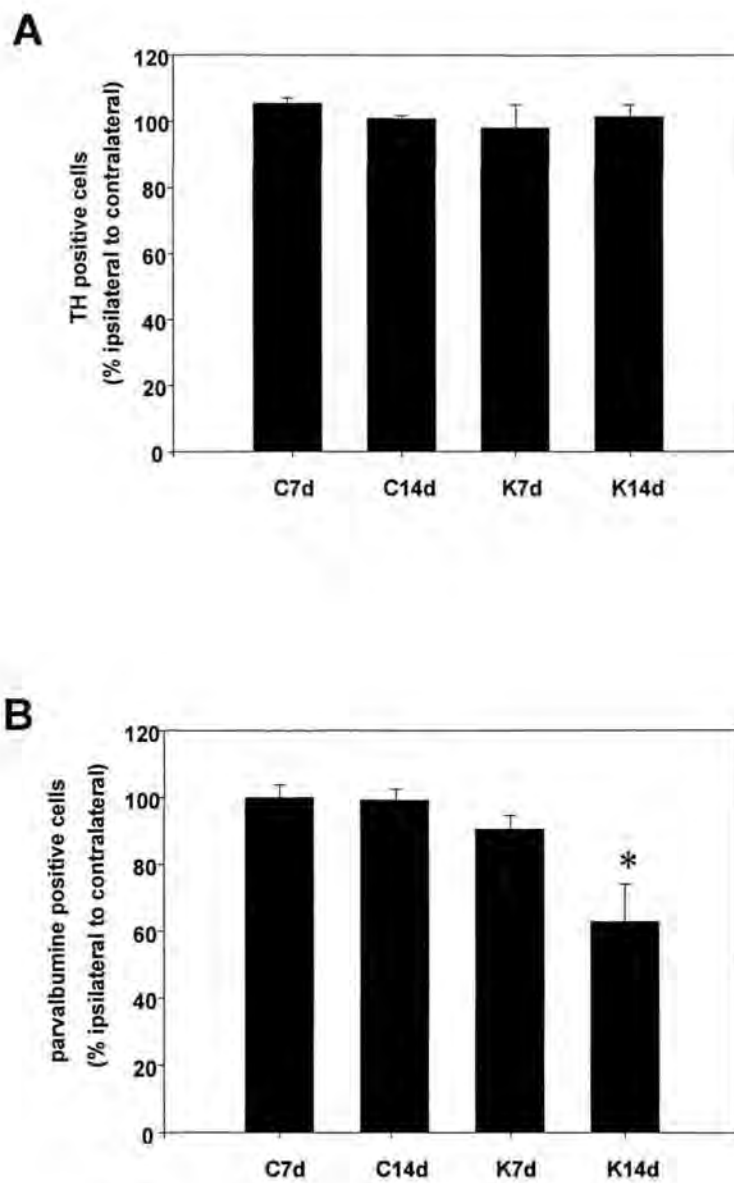 A
120
100
80
60
40
20
0
TH positive cells
(% ipsilateral to contralateral)
C7d C14d K7d K14d
B
120
100
80
60
40
20
0
parvalbumine positive cells
(% ipsilateral to contralateral)
*
C7d C14d K7d K14d